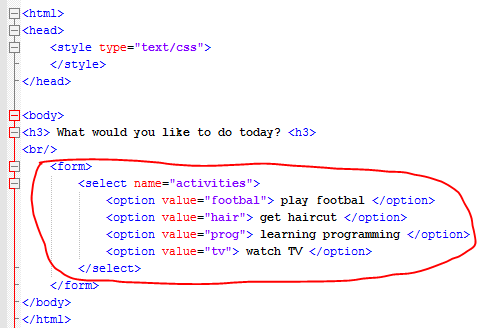 <html>
<head>
<style type="text/css">
</style>
</head>
<body>
<h3> What would you like to do today? <h3>
<br/>
<form>
<select name="activities">
<option value="footbal"> play footbal </option>
<option value="hair"> get haircut </option>
<option value="prog"> learning programming </option>
<option value="tv"> watch TV </option>
</select>
</form>
</body>
</html>